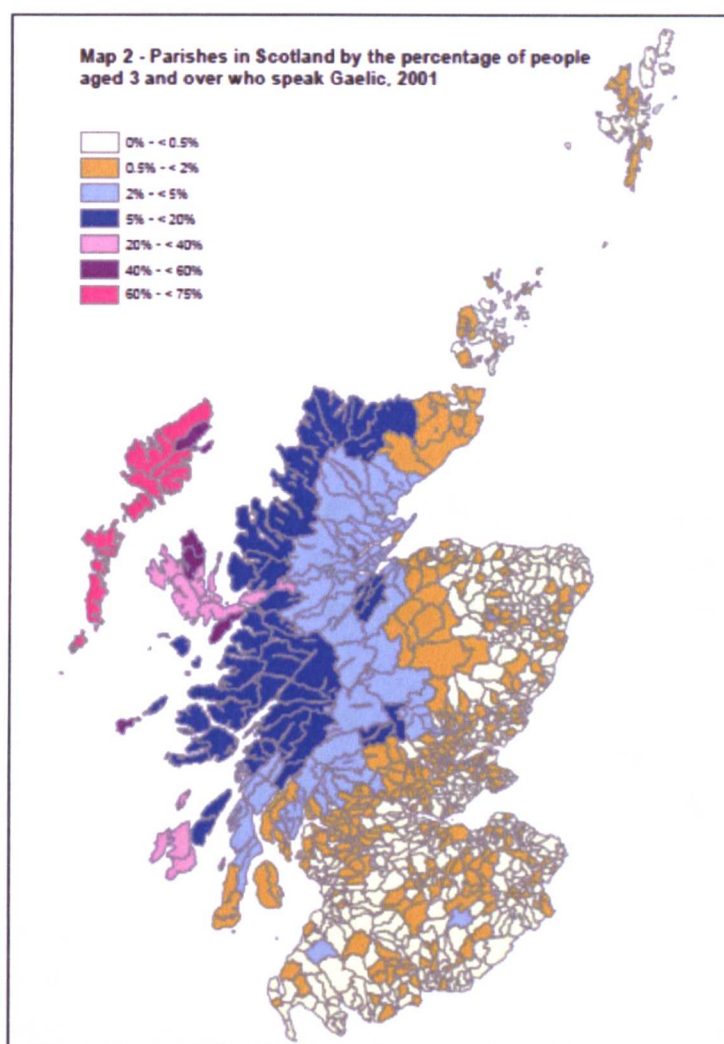 Map 2 - Parishes in Scotland by the percentage of people
aged 3 and over who speak Gaelic, 2001
0% - < 0.5%
0.5% - < 2%
2% - < 5%
5% - < 20%
20% - < 40%
40% - < 60%
60% - < 75%